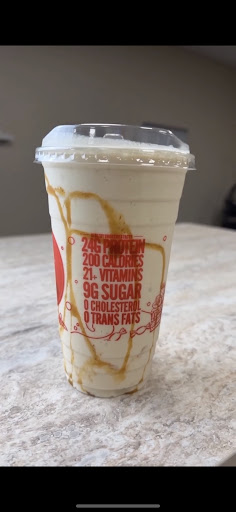 24G PROTEIN
200 CALORIES
21+ VITAMINS
9G SUGAR
0 CHOLESTEROL
0 TRANS FATS